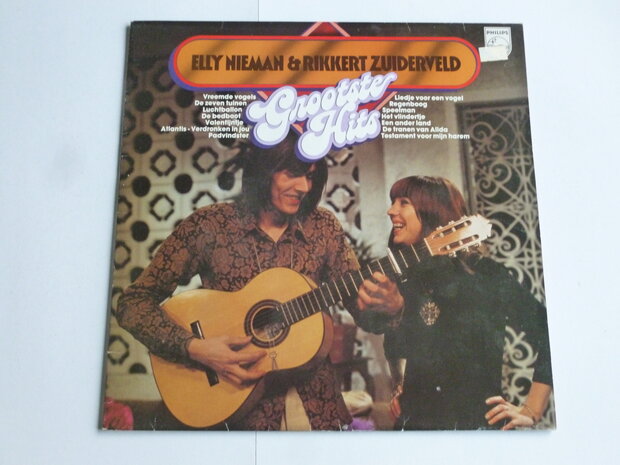 PHILIPS
ELLY NIEMAN & RIKKERT ZUIDERVELD
Grootste
Hits
Vreemde vogels
De zeven tuinen
Luchtballon
De bedboot
Valentijntje
Atlantis - Verdronken in jou
Padvindster
Liedje voor een vogel
Regenboog
Speelman
Het vlindertje
Een ander land
De tranen van Alida
Testament voor mijn harem